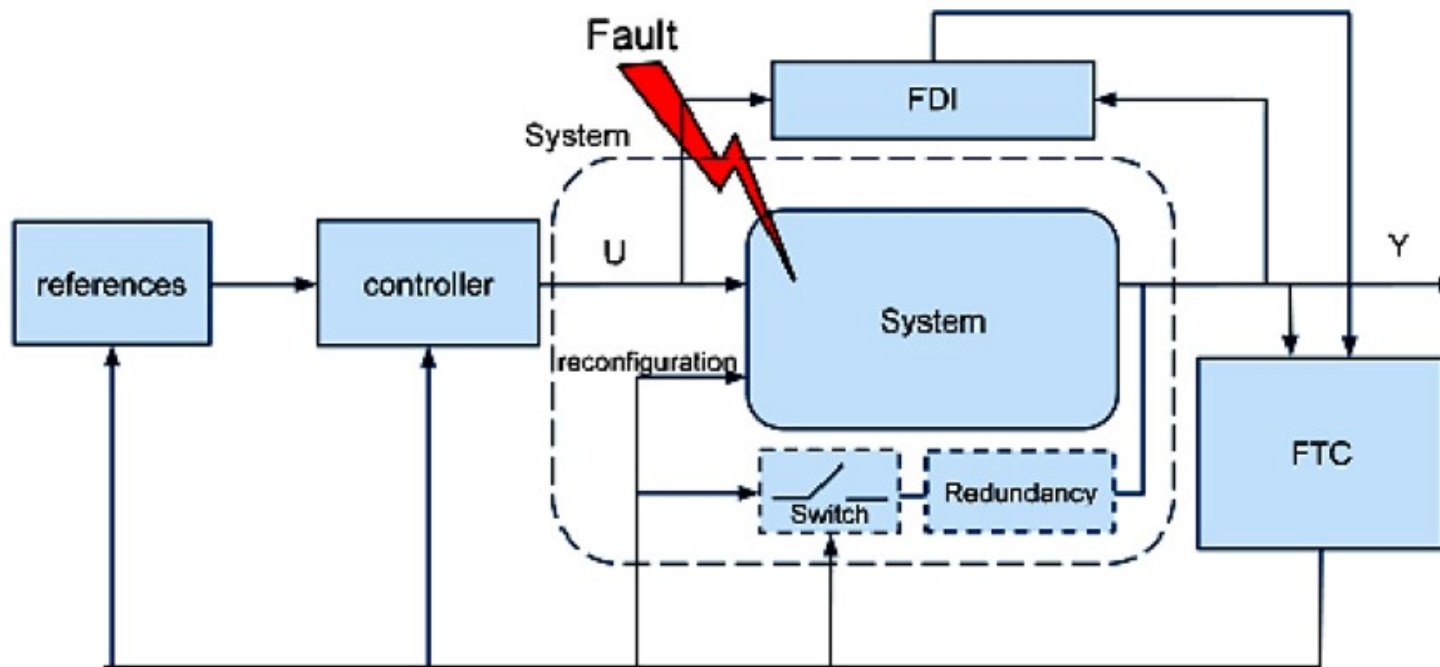 Fault
FDI
System
references
controller
U
System
Y
reconfiguration
FTC
Switch
Redundancy